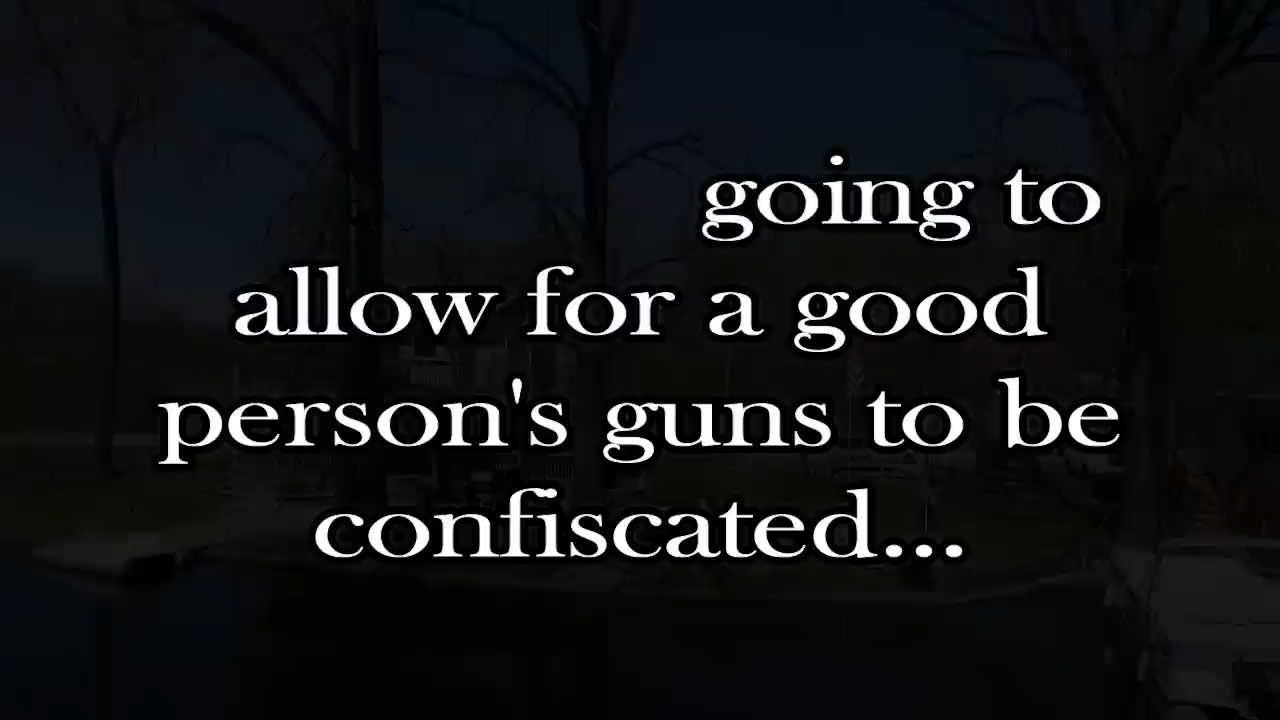 going to
allow for a good
person's guns to be
confiscated...